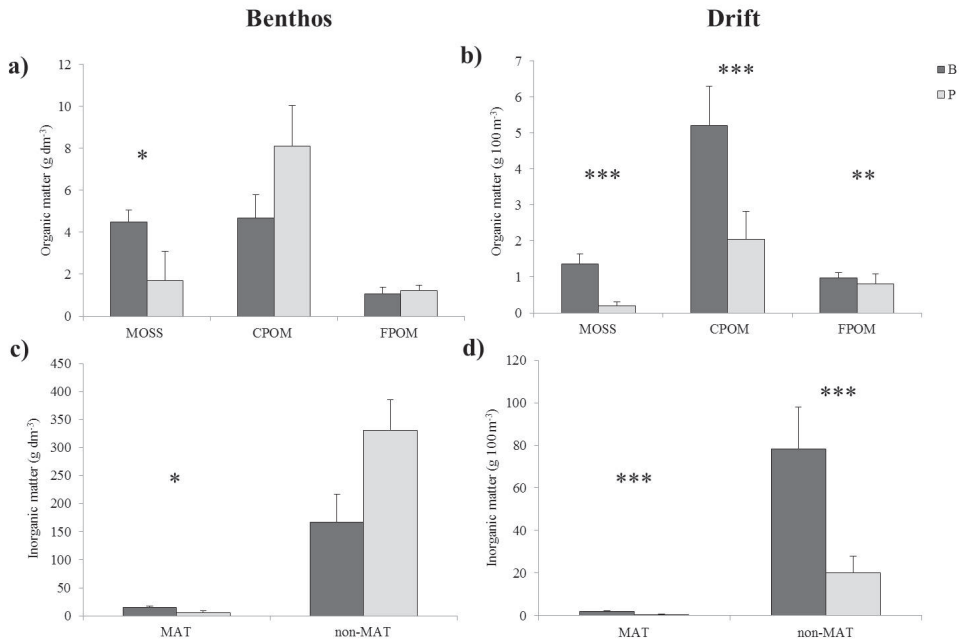 Benthos
Drift
a)
Organic matter (g dm-3)
12
10
8
6
4
2
0
*
MOSS
CPOM
FPOM
b)
Organic matter (g 100 m-3)
7
6
5
4
3
2
1
0
***
***
**
MOSS
CPOM
FPOM
B
P
c)
Inorganic matter (g dm-3)
450
400
350
300
250
200
150
100
50
0
*
MAT
non-MAT
d)
Inorganic matter (g 100 m-3)
120
100
80
60
40
20
0
***
***
MAT
non-MAT